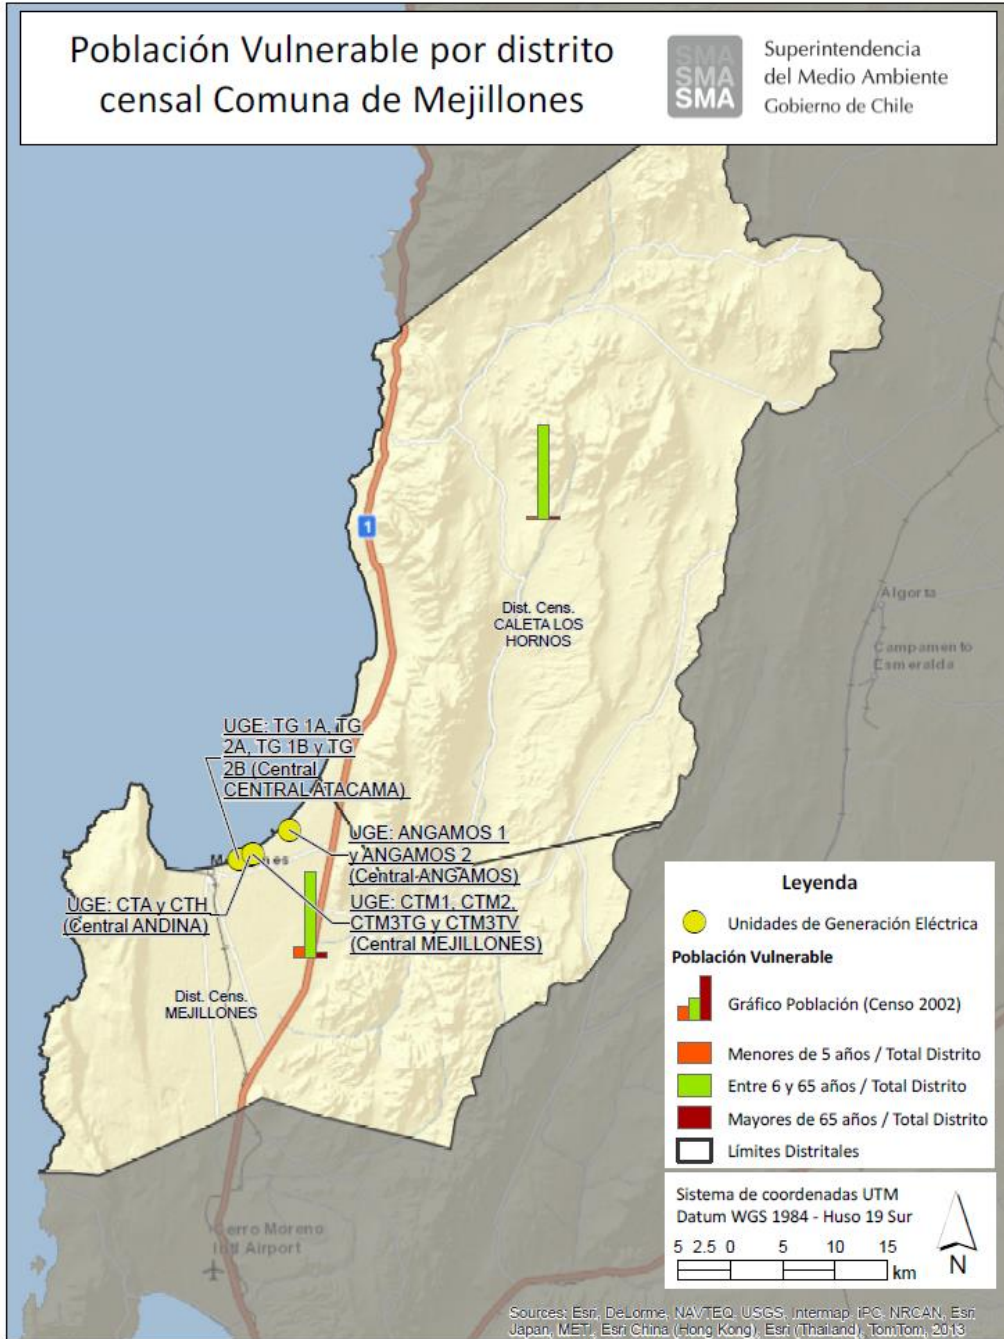 Población Vulnerable por distrito
censal Comuna de Mejillones
SMA
SMA
SMA
Superintendencia
del Medio Ambiente
Gobierno de Chile
1
Algorta
Campamento
Esmeralda
Dist. Cens.
CALETA LOS
HORNOS
UGE: TG 1A, TG
2A, TG 1B y TG
2B (Central
CENTRAL ATACAMA)
UGE: ANGAMOS 1
y ANGAMOS 2
(Central ANGAMOS)
UGE: CTA y CTH
(Central ANDINA)
UGE: CTM1, CTM2,
CTM3TG y CTM3TV
(Central MEJILLONES)
Dist. Cens.
MEJILLONES
Cerro Moreno
Intl Airport
Leyenda
Unidades de Generación Eléctrica
Población Vulnerable
Gráfico Población (Censo 2002)
Menores de 5 años / Total Distrito
Entre 6 y 65 años / Total Distrito
Mayores de 65 años / Total Distrito
Límites Distritales
Sistema de coordenadas UTM
Datum WGS 1984 - Huso 19 Sur
5 2.5 0 5 10 15
km
N
Sources: Esri, DeLorme, NAVTEQ, USGS, Intermap, iPC, NRCAN, Esri
Japan, METI, Esri China (Hong Kong), Esri (Thailand), TomTom, 2013